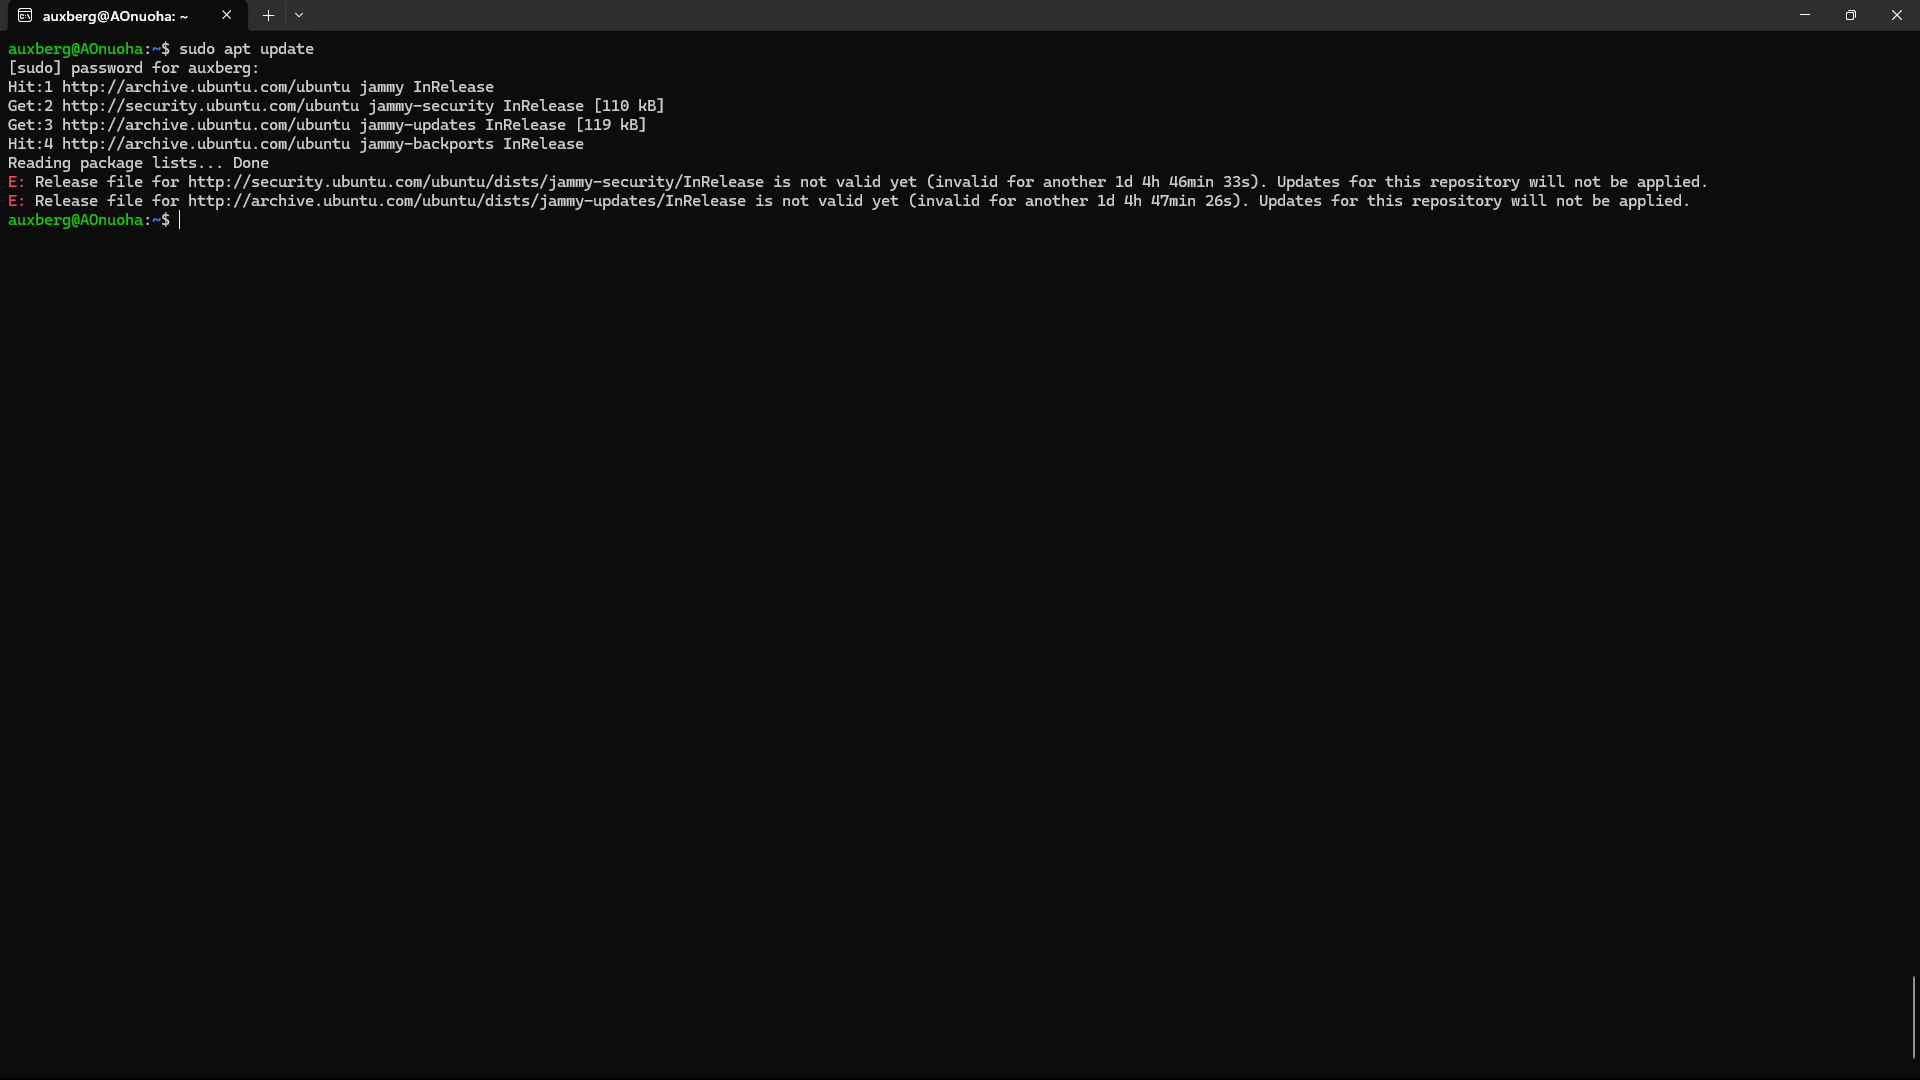 auxberg@AOnuoha: ~
auxberg@AOnuoha:~$ sudo apt update
[sudo] password for auxberg:
Hit:1 http://archive.ubuntu.com/ubuntu jammy InRelease
Get:2 http://security.ubuntu.com/ubuntu jammy-security InRelease [110 kB]
Get:3 http://archive.ubuntu.com/ubuntu jammy-updates InRelease [119 kB]
Hit:4 http://archive.ubuntu.com/ubuntu jammy-backports InRelease
Reading package lists... Done
E: Release file for http://security.ubuntu.com/ubuntu/dists/jammy-security/InRelease is not valid yet (invalid for another 1d 4h 46min 33s). Updates for this repository will not be applied.
E: Release file for http://archive.ubuntu.com/ubuntu/dists/jammy-updates/InRelease is not valid yet (invalid for another 1d 4h 47min 26s). Updates for this repository will not be applied.
auxberg@AOnuoha:~$